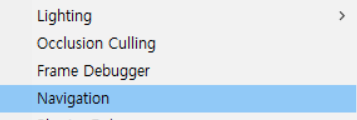 Lighting
Occlusion Culling
Frame Debugger
Navigation